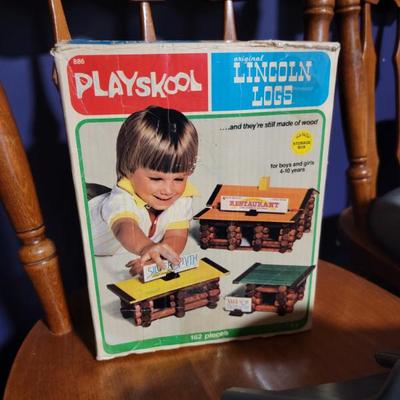 886
PLAYSKOOL
original
LINCOLN
LOGS
...and they're still made of wood
STORAGE
BOX
for boys and girls
4-10 years
RESTAURANT
SILVERSMITH
162 pieces